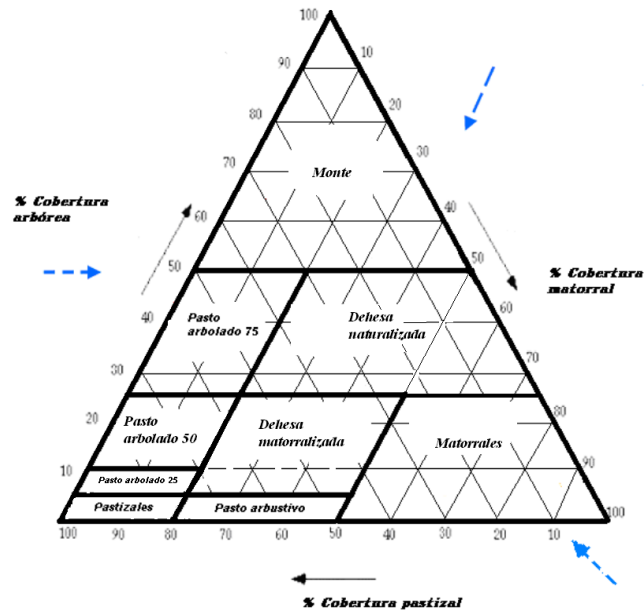 100
90
10
80
20
70
30
Monte
% Cobertura
arbórea
60
40
50
50
% Cobertura
matorral
40
Pasto
arbolado 75
Dehesa
naturalizada
60
30
70
20
Pasto
arbolado 50
Dehesa
matorralizada
Matorrales
80
10
Pasto arbolado 25
90
Pastizales
Pasto arbustivo
100
100
90
80
70
60
50
40
30
20
10
% Cobertura pastizal